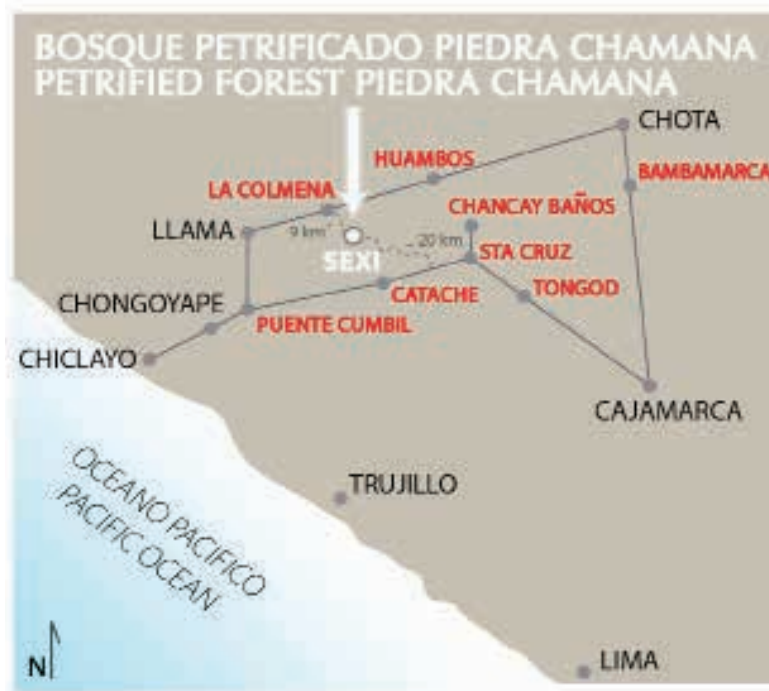 BOSQUE PETRIFICADO PIEDRA CHAMANA
PETRIFIED FOREST PIEDRA CHAMANA
CHOTA
HUAMBOS
BAMBAMARCA
LA COLMENA
CHANCAY BAÑOS
LLAMA
9 km
20 km
SEXI
STA CRUZ
CHONGOYAPE
CATACHE
TONGOD
PUENTE CUMBIL
CHICLAYO
CAJAMARCA
TRUJILLO
OCEANO PACIFICO
PACIFIC OCEAN
N
LIMA